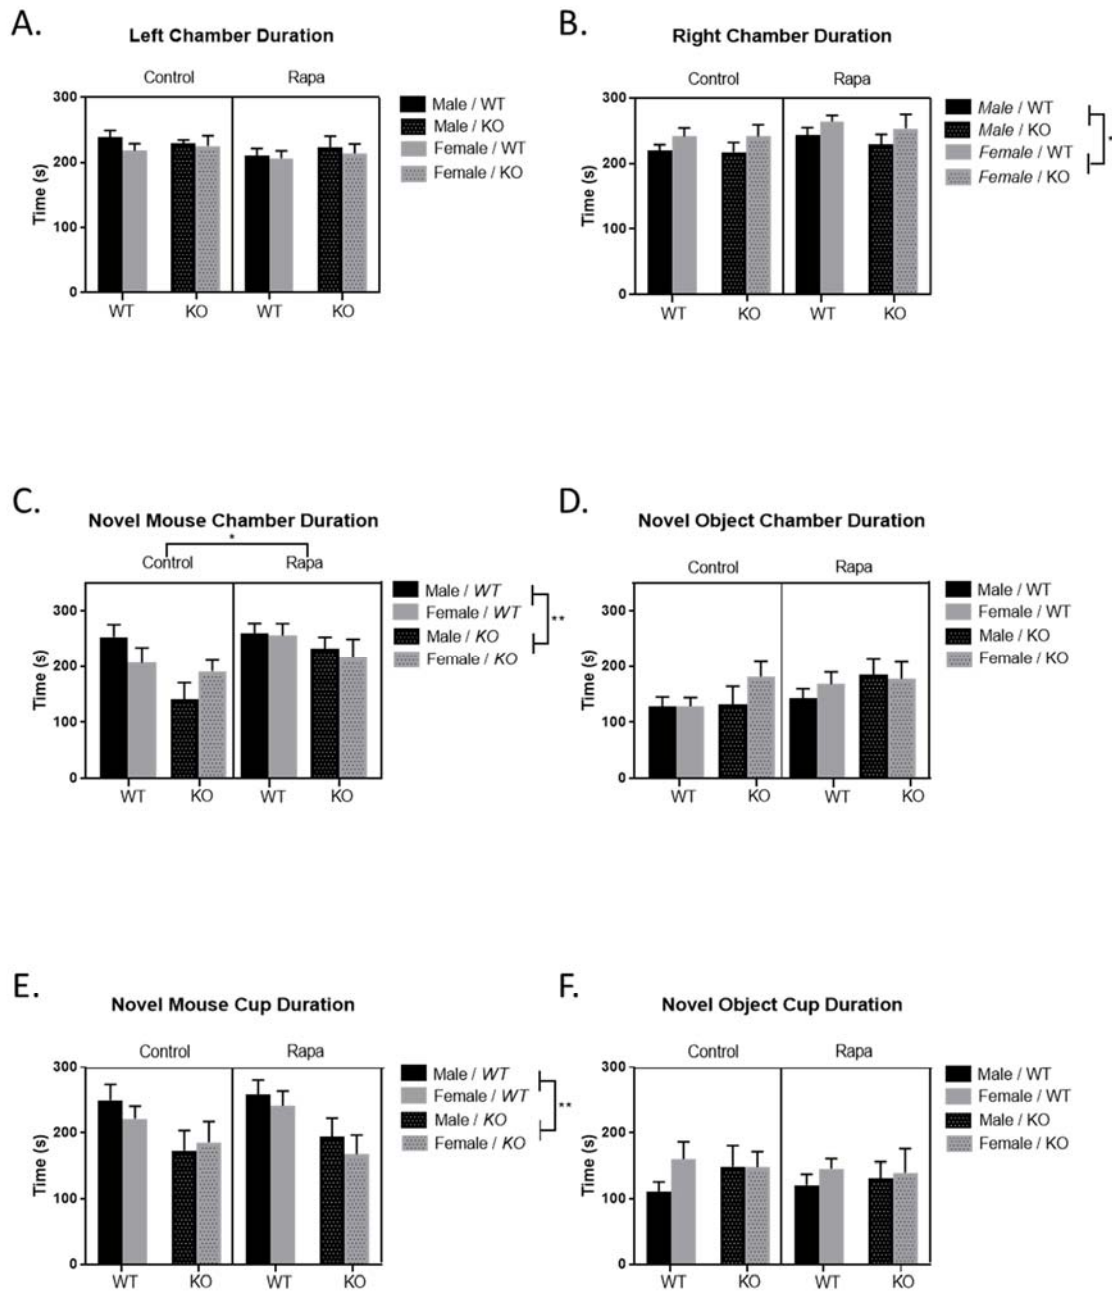 A.
Left Chamber Duration
Control Rapa
300
200
100
0
Time (s)
WT KO WT KO
Male / WT
Male / KO
Female / WT
Female / KO
B.
Right Chamber Duration
Control Rapa
300
200
100
0
Time (s)
WT KO WT KO
Male / WT
Male / KO
Female / WT
Female / KO
*
C.
Novel Mouse Chamber Duration
*
Control Rapa
300
200
100
0
Time (s)
WT KO WT KO
Male / WT
Female / WT
Male / KO
Female / KO
**
D.
Novel Object Chamber Duration
Control Rapa
300
200
100
0
Time (s)
WT KO WT KO
Male / WT
Female / WT
Male / KO
Female / KO
E.
Novel Mouse Cup Duration
Control Rapa
300
200
100
0
Time (s)
WT KO WT KO
Male / WT
Female / WT
Male / KO
Female / KO
**
F.
Novel Object Cup Duration
Control Rapa
300
200
100
0
Time (s)
WT KO WT KO
Male / WT
Female / WT
Male / KO
Female / KO